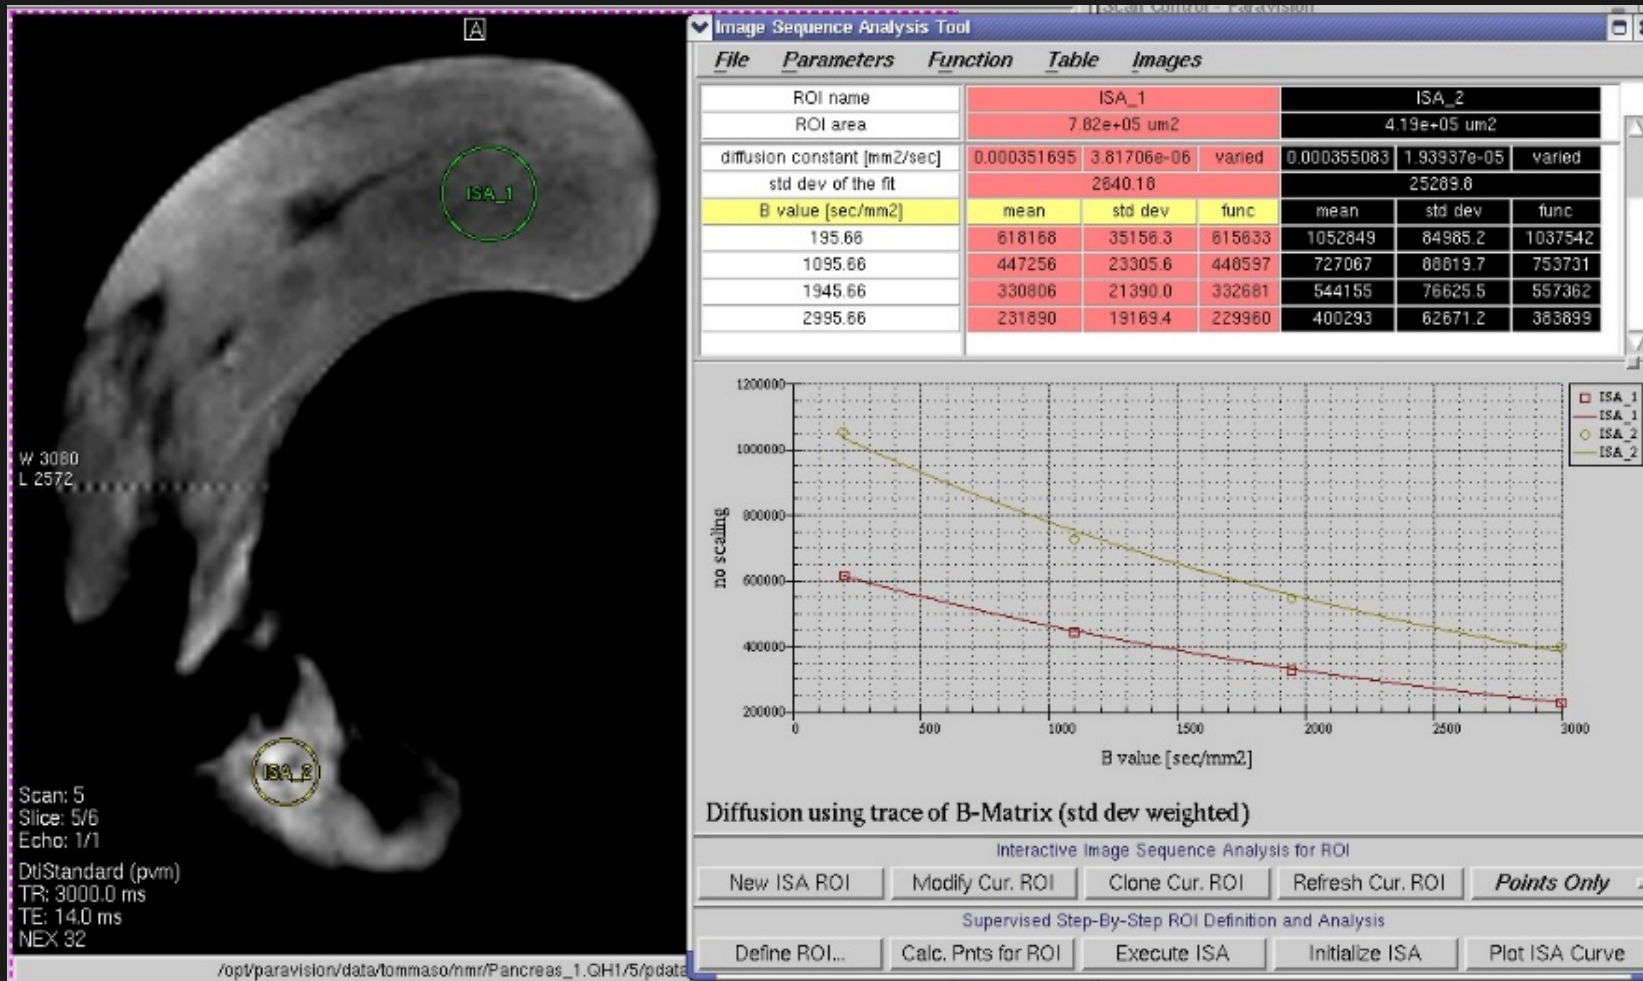 Scan Control - Paravision
A
ISA_1
W 3080
L 2572
ISA_2
Scan: 5
Slice: 5/6
Echo: 1/1
DtiStandard (pvm)
TR: 3000.0 ms
TE: 14.0 ms
NEX 32
/opt/paravision/data/tommaso/nmr/Pancreas_1.QH1/5/pdata
Image Sequence Analysis Tool
File Parameters Function Table Images
ROI name ISA_1 ISA_2
ROI area 7.82e+05 um2 4.19e+05 um2
diffusion constant [mm2/sec] 0.000351695 3.81706e-06 varied 0.000355083 1.93937e-05 varied
std dev of the fit 2640.18 25289.8
B value [sec/mm2] mean std dev func mean std dev func
195.66 618168 35156.3 615633 1052849 84985.2 1037542
1095.66 447256 23305.6 448597 727067 88819.7 753731
1945.66 330806 21390.0 332681 544155 76625.5 557362
2995.66 231890 19169.4 229960 400293 62671.2 383899
1200000
1000000
800000
600000
400000
200000
no scaling
0 500 1000 1500 2000 2500 3000
B value [sec/mm2]
ISA_1
ISA_1
ISA_2
ISA_2
Diffusion using trace of B-Matrix (std dev weighted)
Interactive Image Sequence Analysis for ROI
New ISA ROI Modify Cur. ROI Clone Cur. ROI Refresh Cur. ROI Points Only
Supervised Step-By-Step ROI Definition and Analysis
Define ROI... Calc. Pnts for ROI Execute ISA Initialize ISA Plot ISA Curve